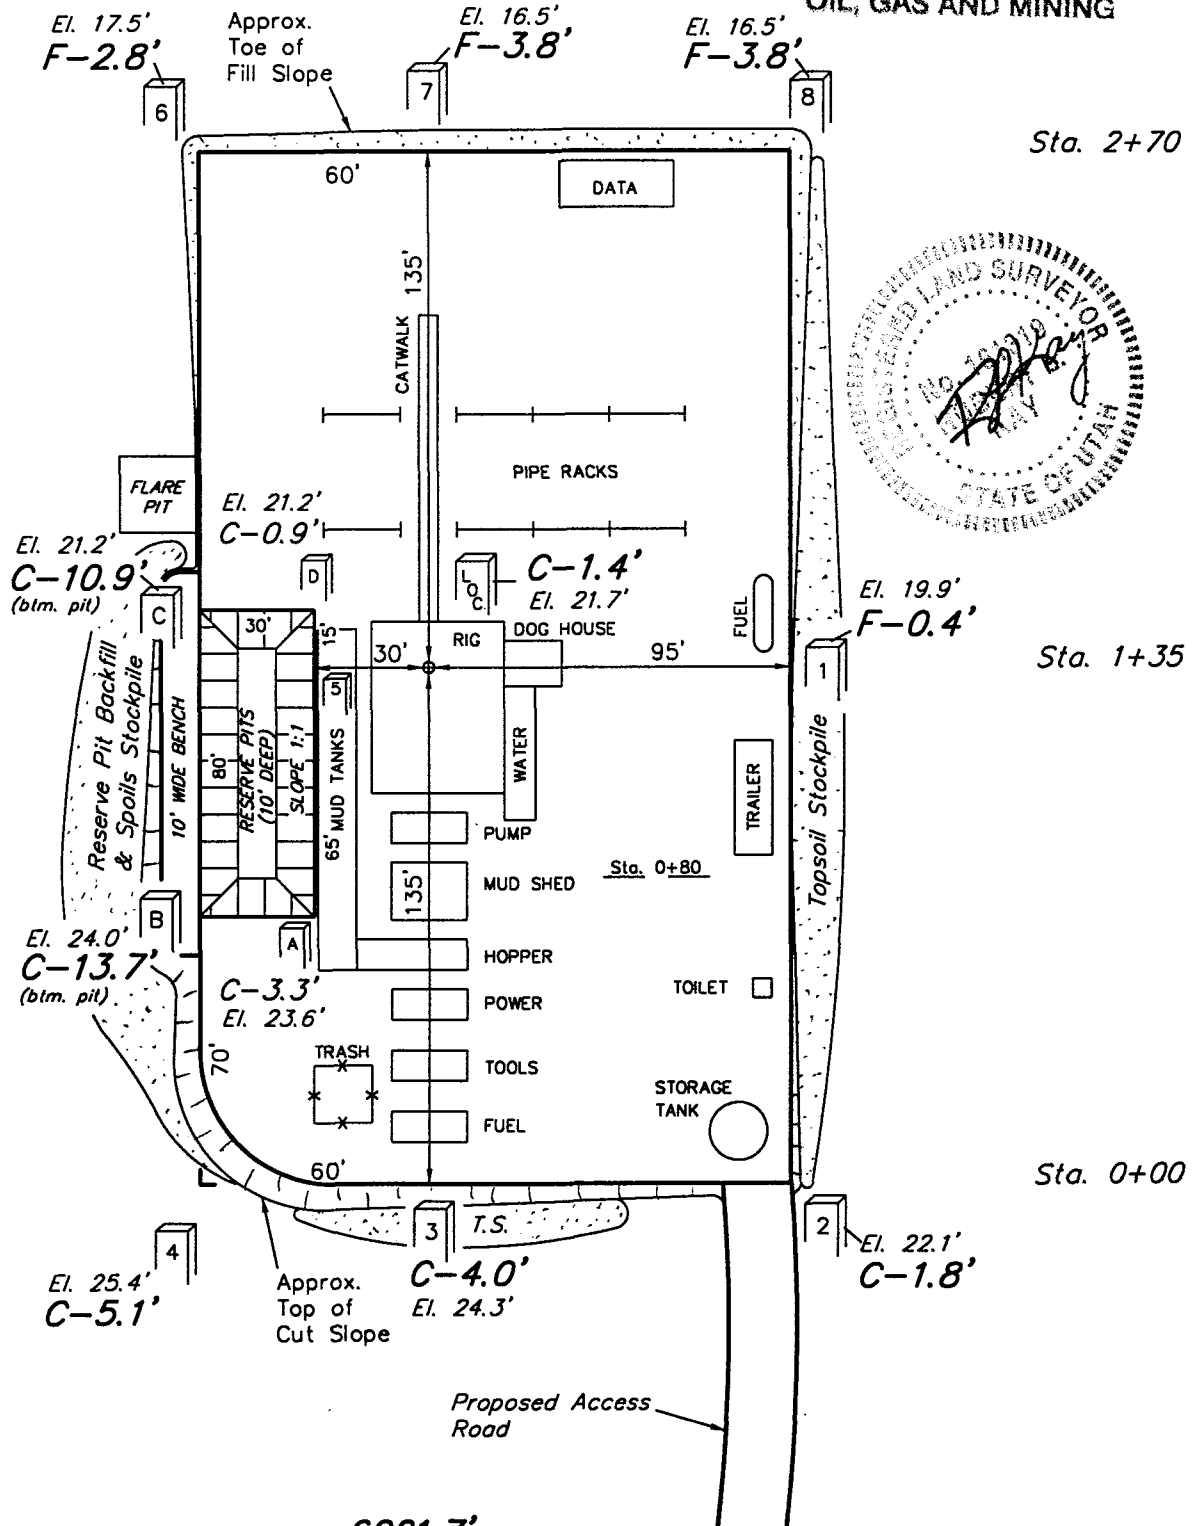 OIL, GAS AND MINING
El. 17.5'
F-2.8'
6
Approx.
Toe of
Fill Slope
El. 16.5'
F-3.8'
7
El. 16.5'
F-3.8'
8
Sta. 2+70
60'
DATA
135'
CATWALK
REGISTERED LAND SURVEYOR
No. 161319
KAY
STATE OF UTAH
PIPE RACKS
FLARE
PIT
El. 21.2'
C-0.9'
D
El. 21.2'
C-10.9'
(btm. pit)
C
L
O
C.
C-1.4'
El. 21.7'
DOG HOUSE
RIG
FUEL
El. 19.9'
F-0.4'
1
Sta. 1+35
30'
15'
30'
95'
5
Reserve Pit Backfill
& Spoils Stockpile
10' WIDE BENCH
80'
RESERVE PITS
(10' DEEP)
SLOPE 1:1
65'
MUD TANKS
WATER
TRAILER
Topsoil Stockpile
PUMP
MUD SHED
135'
Sta. 0+80
B
El. 24.0'
C-13.7'
(btm. pit)
A
C-3.3'
El. 23.6'
HOPPER
POWER
TOILET
70'
TRASH
TOOLS
STORAGE
TANK
FUEL
60'
Sta. 0+00
3
T.S.
2
El. 22.1'
C-1.8'
4
El. 25.4'
C-5.1'
Approx.
Top of
Cut Slope
C-4.0'
El. 24.3'
Proposed Access
Road